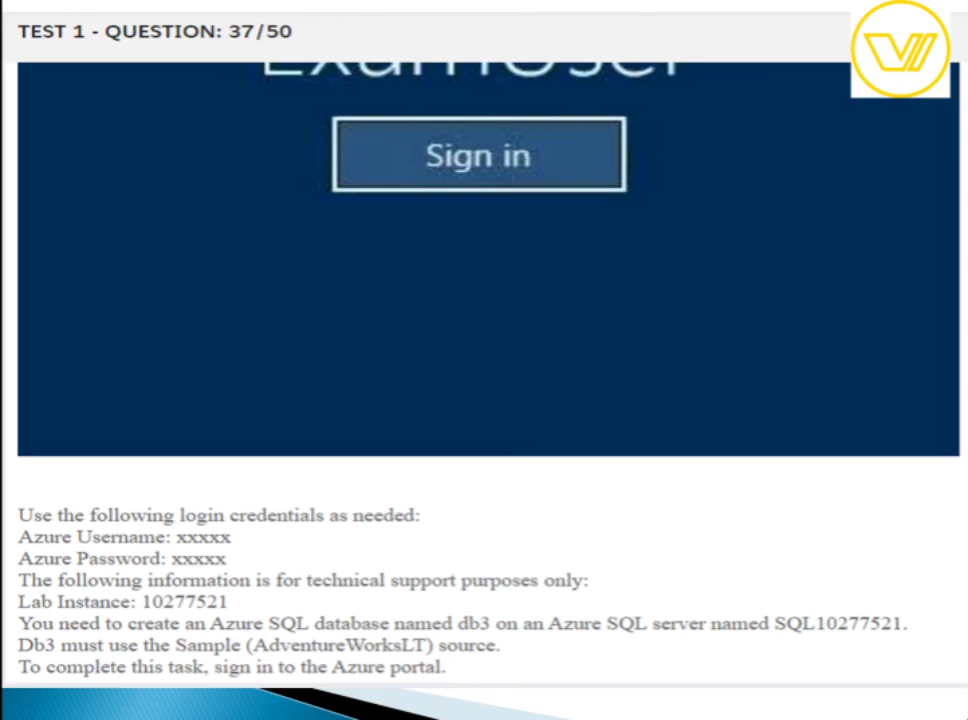 TEST 1 - QUESTION: 37/50
ExamUser
Sign in
Use the following login credentials as needed:
Azure Username: xxxxx
Azure Password: xxxxx
The following information is for technical support purposes only:
Lab Instance: 10277521
You need to create an Azure SQL database named db3 on an Azure SQL server named SQL10277521.
Db3 must use the Sample (AdventureWorksLT) source.
To complete this task, sign in to the Azure portal.